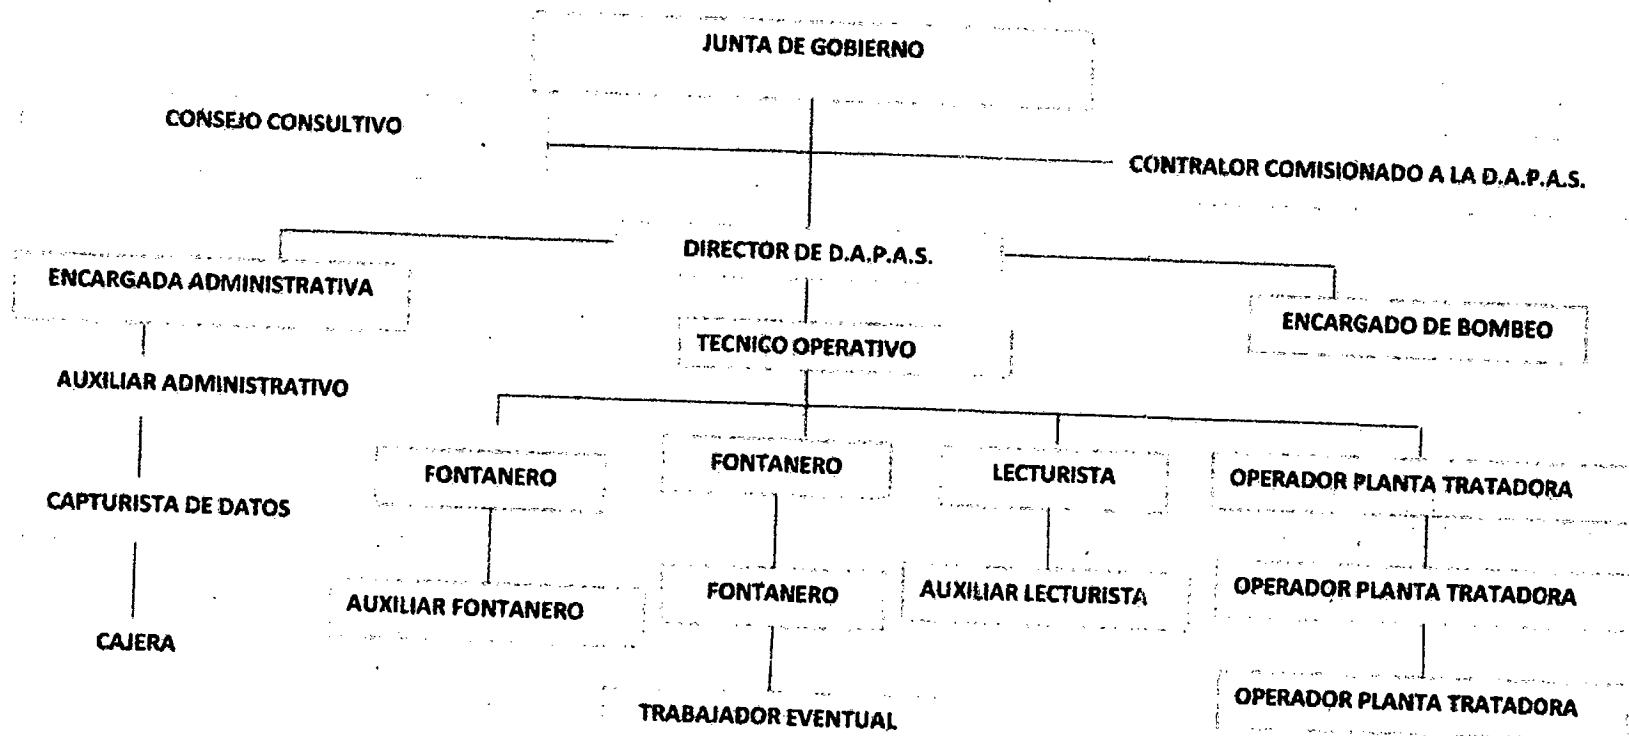 JUNTA DE GOBIERNO
CONSEJO CONSULTIVO
CONTRALOR COMISIONADO A LA D.A.P.A.S.
DIRECTOR DE D.A.P.A.S.
ENCARGADA ADMINISTRATIVA
ENCARGADO DE BOMBEO
TECNICO OPERATIVO
AUXILIAR ADMINISTRATIVO
FONTANERO
FONTANERO
LECTURISTA
OPERADOR PLANTA TRATADORA
CAPTURISTA DE DATOS
AUXILIAR FONTANERO
FONTANERO
AUXILIAR LECTURISTA
OPERADOR PLANTA TRATADORA
CAJERA
TRABAJADOR EVENTUAL
OPERADOR PLANTA TRATADORA